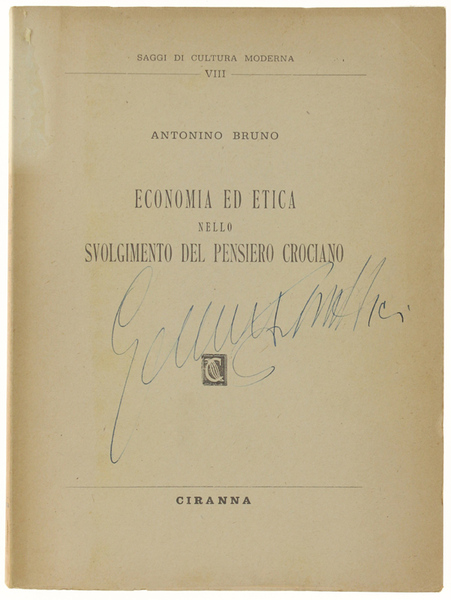 SAGGI DI CULTURA MODERNA
VIII
ANTONINO BRUNO
ECONOMIA ED ETICA
NELLO
SVOLGIMENTO DEL PENSIERO CROCIANO
CIRANNA